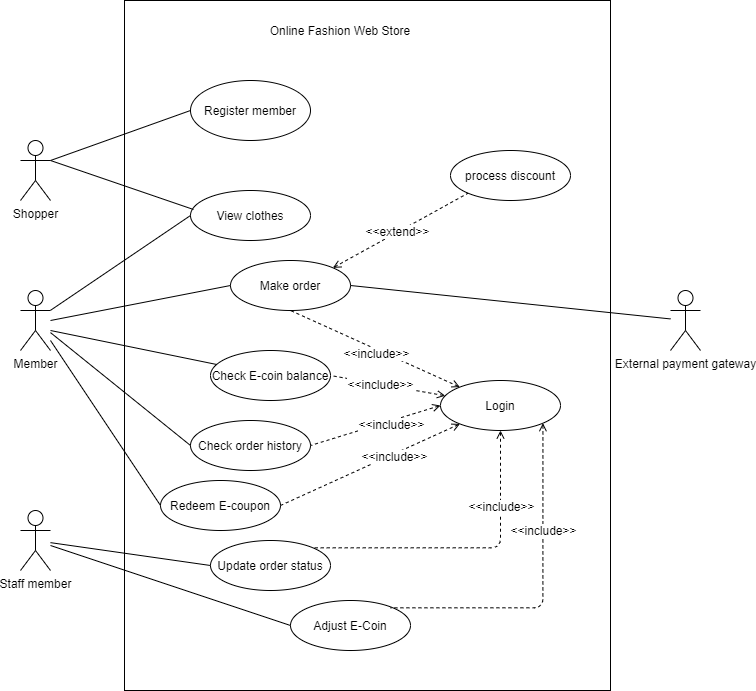 Online Fashion Web Store
Register member
process discount
Shopper
View clothes
<<extend>>
Make order
<<include>>
Member
External payment gateway
Check E-coin balance
<<include>>
Login
<<include>>
Check order history
<<include>>
Redeem E-coupon
<<include>>
<<include>>
Update order status
Staff member
Adjust E-Coin